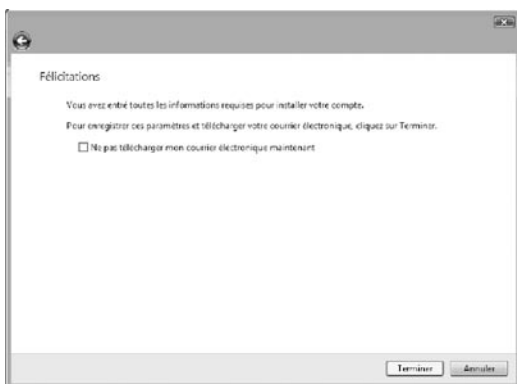 Félicitations
Vous avez entré toutes les informations requises pour installer votre compte.
Pour enregistrer ces paramètres et télécharger votre courrier électronique, cliquez sur Terminer.
Ne pas télécharger mon courrier électronique maintenant
Terminer
Annuler